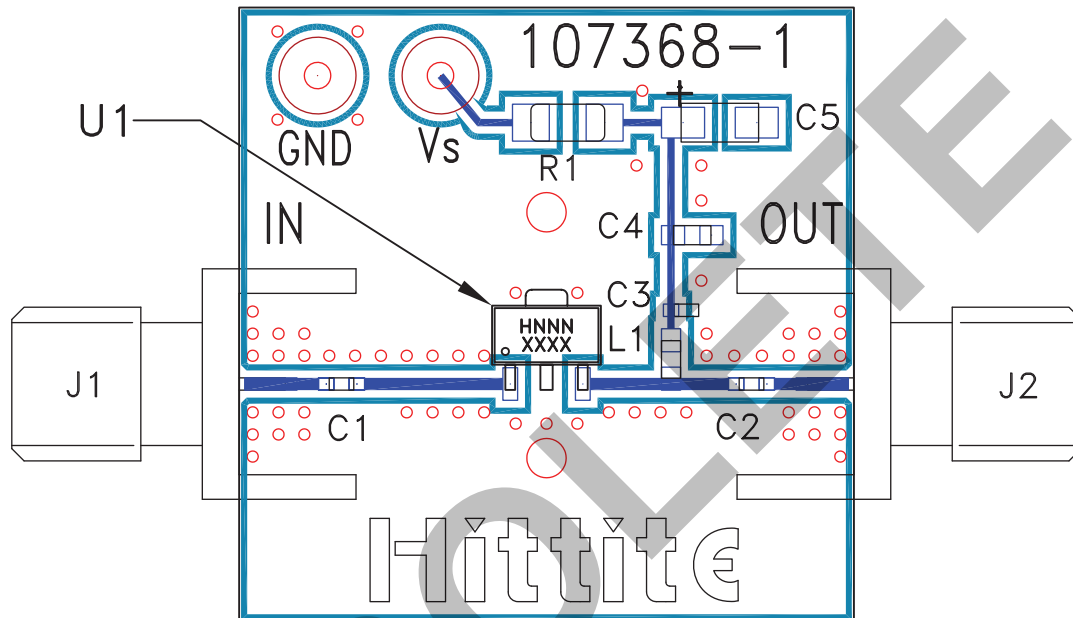 107368-1
U1
GND
Vs
R1
C5
IN
C4
OUT
C3
HNNN
XXXX
L1
J1
J2
C1
C2
Hittite
OLETE